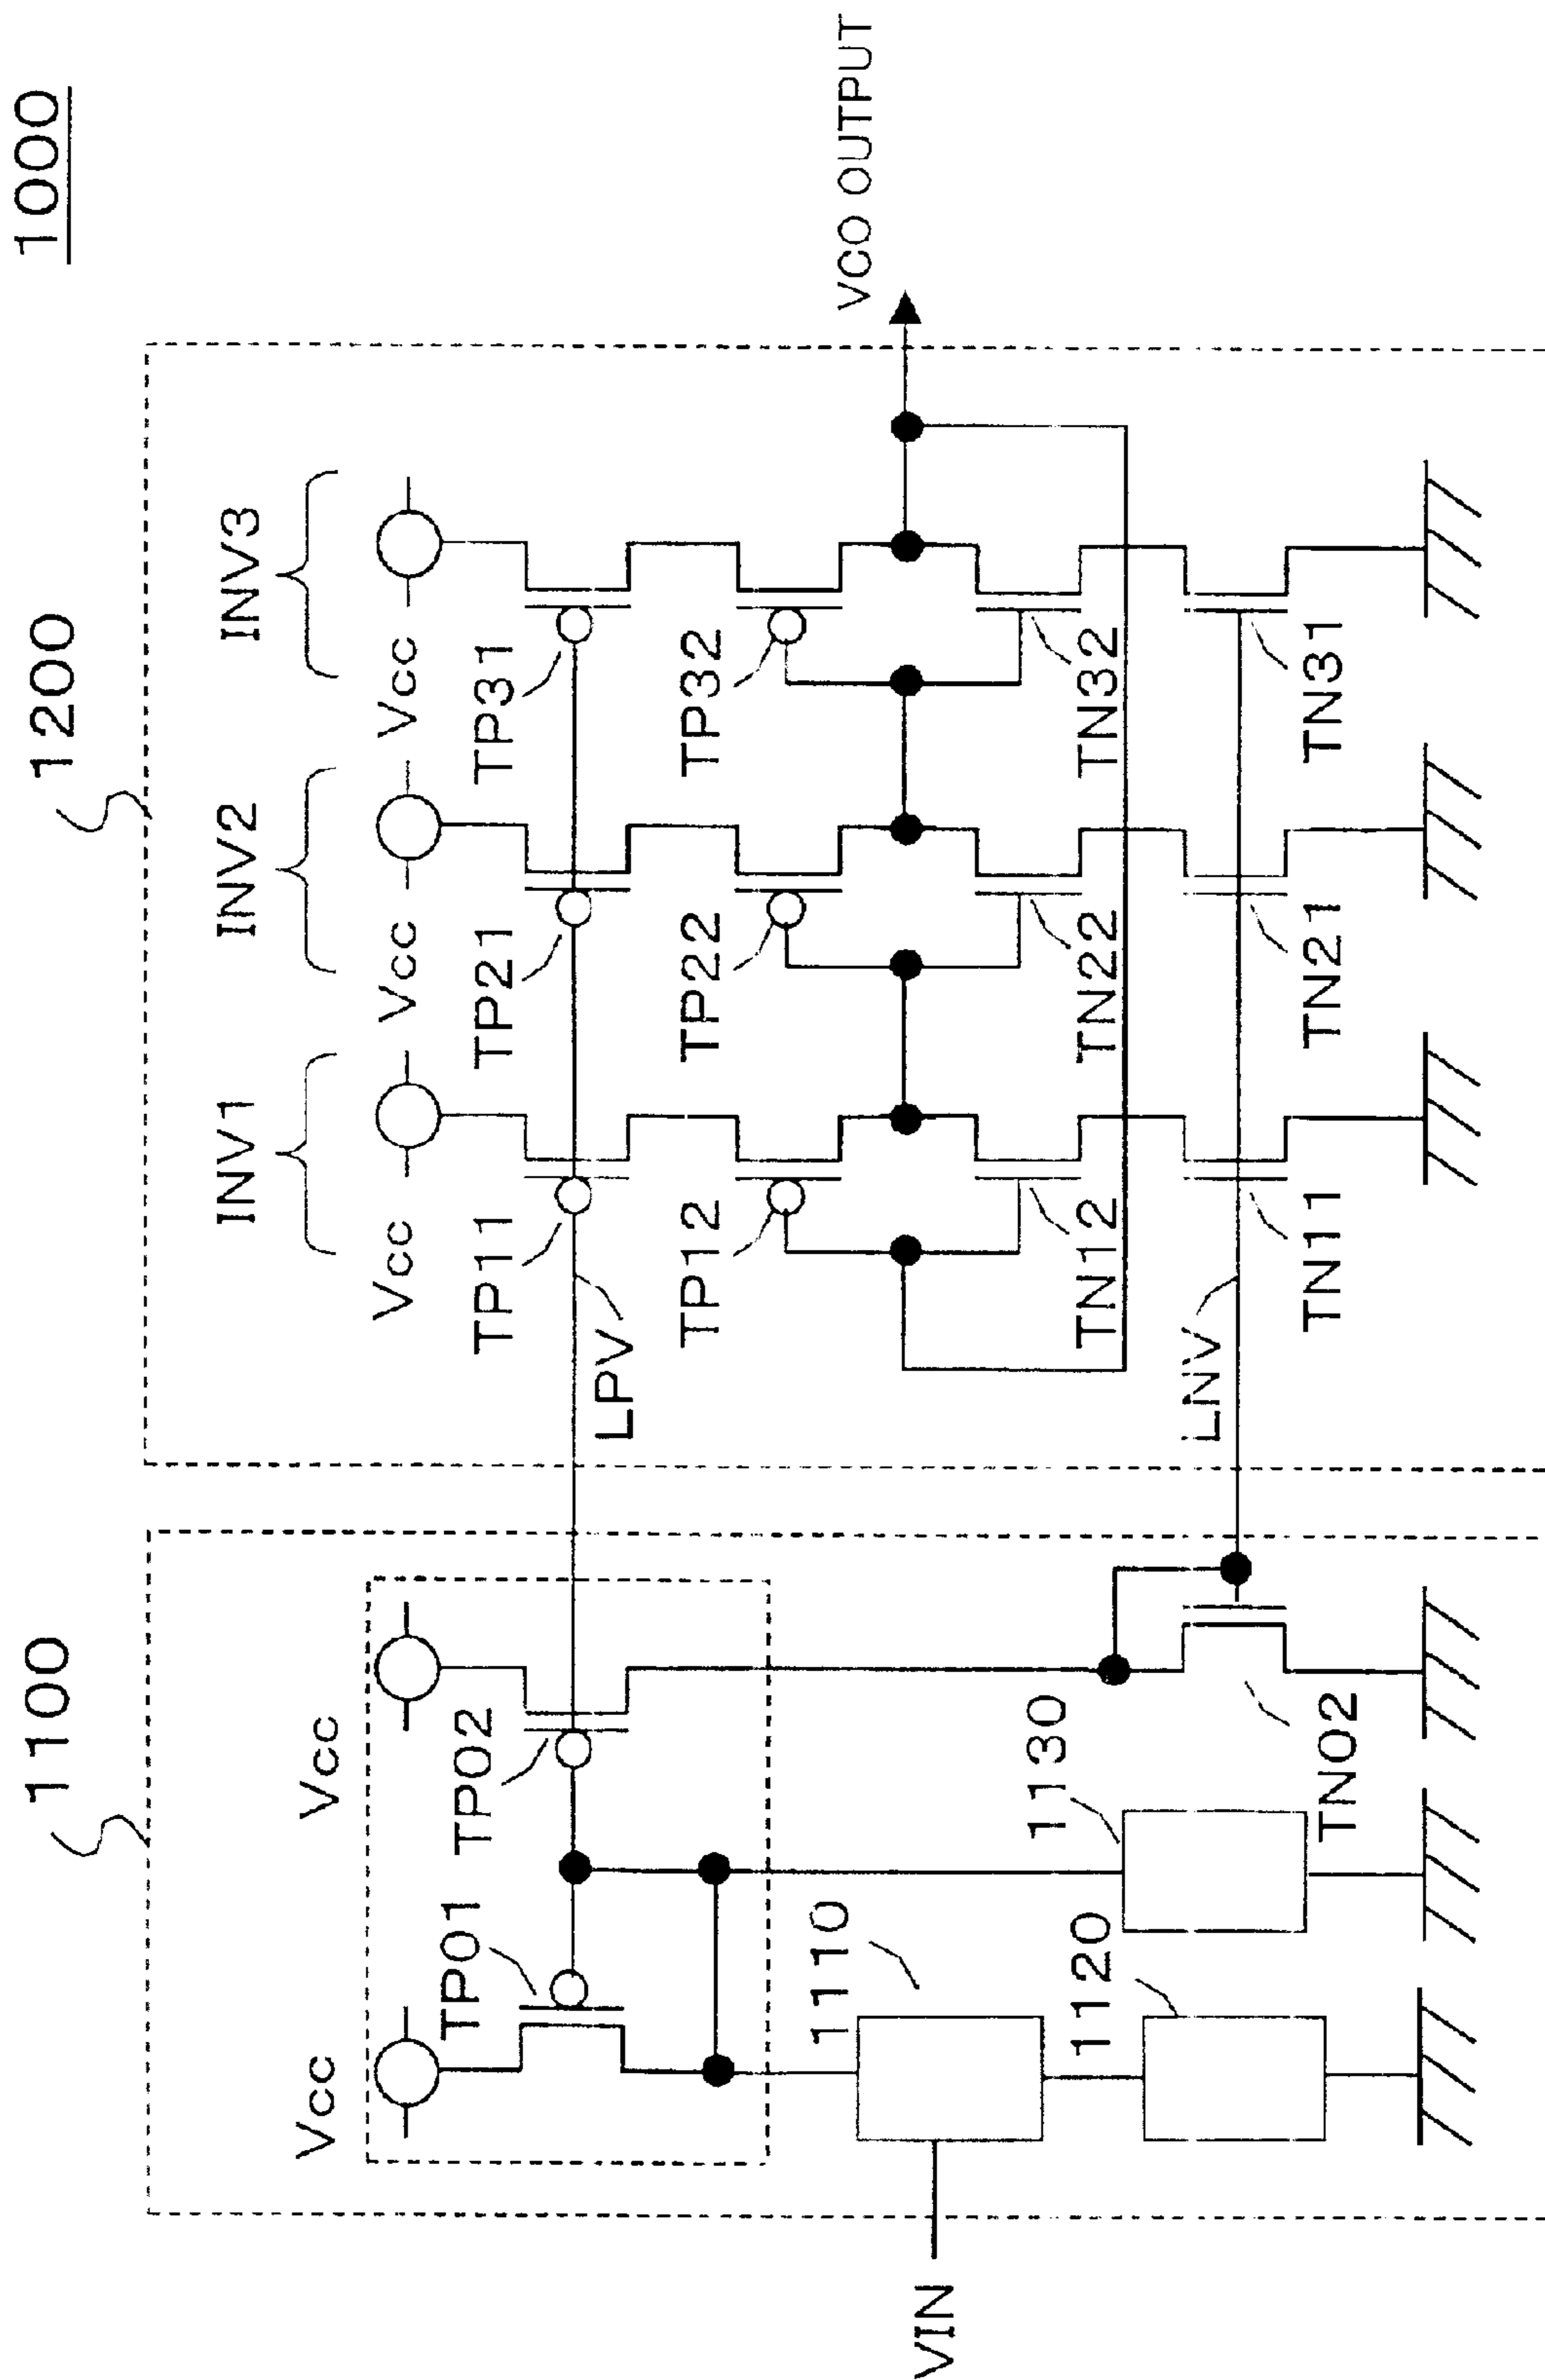 1000
1100
1200
INV1
INV2
INV3
Vcc
Vcc
Vcc
Vcc
Vcc
TP01
TP02
TP11
TP21
TP31
LPV
TP12
TP22
TP32
VCO OUTPUT
VIN
1110
1120
1130
TN12
TN22
TN32
LNV
TN02
TN11
TN21
TN31